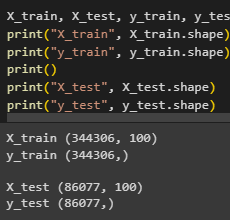 X_train, X_test, y_train, y_tes
print("X_train", X_train.shape)
print("y_train", y_train.shape)
print()
print("X_test", X_test.shape)
print("y_test", y_test.shape)
X_train (344306, 100)
y_train (344306,)
X_test (86077, 100)
y_test (86077,)